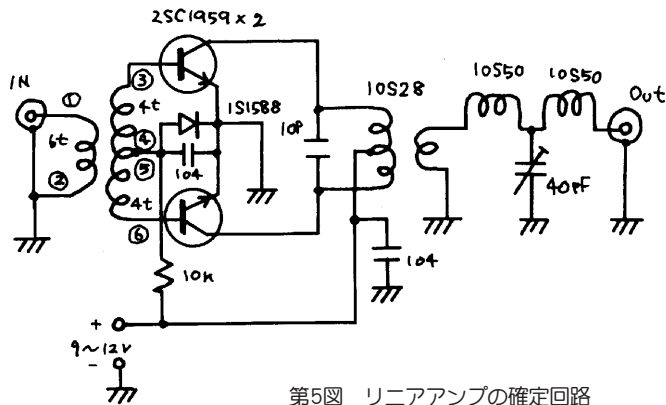 2SC1959×2
IN
①
6t
②
③
4t
④
⑤
4t
⑥
1S1588
104
10K
10P
10S28
104
10S50
10S50
Out
40PF
+
9～12V
-
第5図 リニアアンプの確定回路